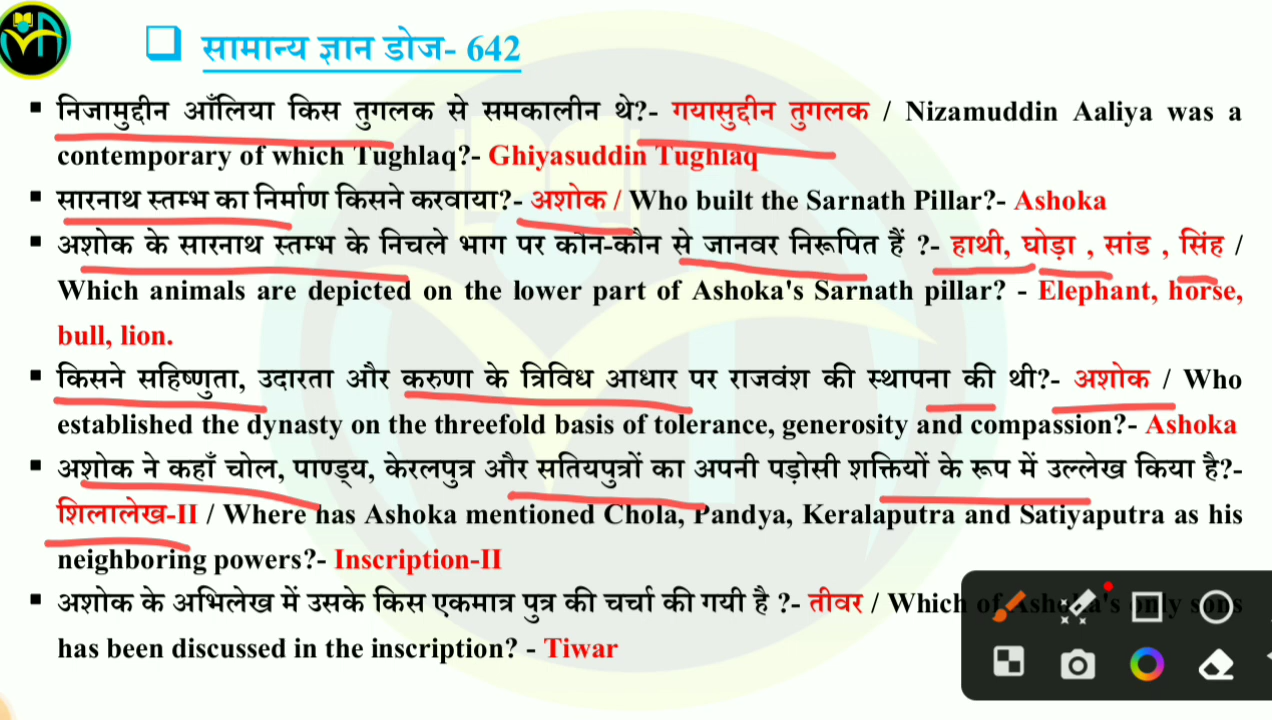 सामान्य ज्ञान डोज- 642
निजामुद्दीन आँलिया किस तुगलक से समकालीन थे?- गयासुद्दीन तुगलक / Nizamuddin Aaliya was a
contemporary of which Tughlaq?- Ghiyasuddin Tughlaq
सारनाथ स्तम्भ का निर्माण किसने करवाया?- अशोक / Who built the Sarnath Pillar?- Ashoka
अशोक के सारनाथ स्तम्भ के निचले भाग पर कौन-कौन से जानवर निरूपित हैं ?- हाथी, घोड़ा , सांड , सिंह /
Which animals are depicted on the lower part of Ashoka's Sarnath pillar? - Elephant, horse,
bull, lion.
किसने सहिष्णुता, उदारता और करुणा के त्रिविध आधार पर राजवंश की स्थापना की थी?- अशोक / Who
established the dynasty on the threefold basis of tolerance, generosity and compassion?- Ashoka
अशोक ने कहाँ चोल, पाण्ड्य, केरलपुत्र और सतियपुत्रों का अपनी पड़ोसी शक्तियों के रूप में उल्लेख किया है?-
शिलालेख-II / Where has Ashoka mentioned Chola, Pandya, Keralaputra and Satiyaputra as his
neighboring powers?- Inscription-II
अशोक के अभिलेख में उसके किस एकमात्र पुत्र की चर्चा की गयी है ?- तीवर / Which of Ashoka's only sons
has been discussed in the inscription? - Tiwar